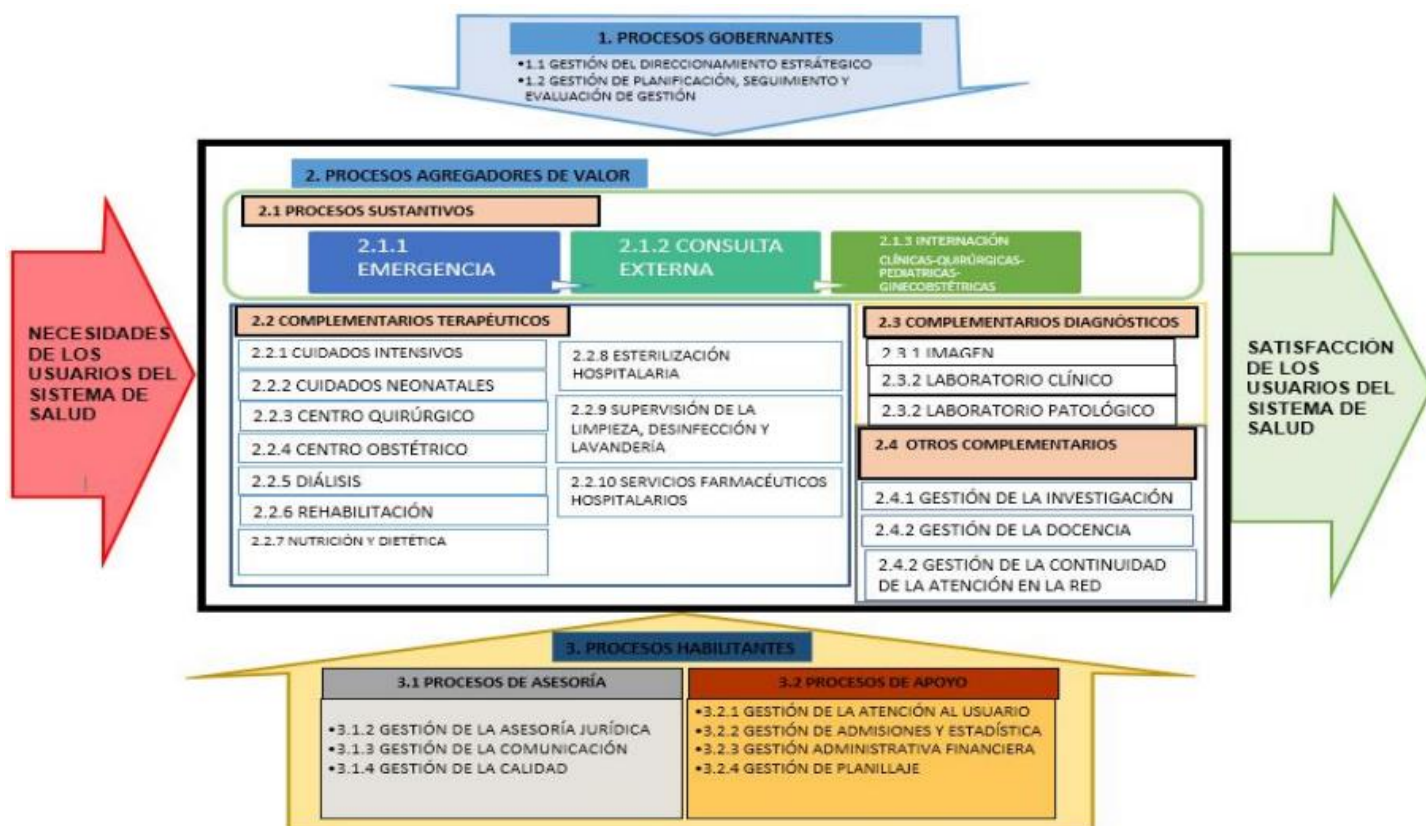 1. PROCESOS GOBERNANTES
•1.1 GESTIÓN DEL DIRECCIONAMIENTO ESTRÁTEGICO
•1.2 GESTIÓN DE PLANIFICACIÓN, SEGUIMIENTO Y
EVALUACIÓN DE GESTIÓN
NECESIDADES
DE LOS
USUARIOS DEL
SISTEMA DE
SALUD
2. PROCESOS AGREGADORES DE VALOR
2.1 PROCESOS SUSTANTIVOS
2.1.1
EMERGENCIA
2.1.2 CONSULTA
EXTERNA
2.1.3 INTERNACIÓN
CLÍNICAS-QUIRÚRGICAS-
PEDIATRICAS-
GINECOBSTÉTRICAS
2.2 COMPLEMENTARIOS TERAPÉUTICOS
2.2.1 CUIDADOS INTENSIVOS
2.2.2 CUIDADOS NEONATALES
2.2.3 CENTRO QUIRÚRGICO
2.2.4 CENTRO OBSTÉTRICO
2.2.5 DIÁLISIS
2.2.6 REHABILITACIÓN
2.2.7 NUTRICIÓN Y DIETÉTICA
2.2.8 ESTERILIZACIÓN
HOSPITALARIA
2.2.9 SUPERVISIÓN DE LA
LIMPIEZA, DESINFECCIÓN Y
LAVANDERÍA
2.2.10 SERVICIOS FARMACÉUTICOS
HOSPITALARIOS
2.3 COMPLEMENTARIOS DIAGNÓSTICOS
2.3.1 IMAGEN
2.3.2 LABORATORIO CLÍNICO
2.3.2 LABORATORIO PATOLÓGICO
2.4 OTROS COMPLEMENTARIOS
2.4.1 GESTIÓN DE LA INVESTIGACIÓN
2.4.2 GESTIÓN DE LA DOCENCIA
2.4.2 GESTIÓN DE LA CONTINUIDAD
DE LA ATENCIÓN EN LA RED
SATISFACCIÓN
DE LOS
USUARIOS DEL
SISTEMA DE
SALUD
3. PROCESOS HABILITANTES
3.1 PROCESOS DE ASESORÍA
•3.1.2 GESTIÓN DE LA ASESORÍA JURÍDICA
•3.1.3 GESTIÓN DE LA COMUNICACIÓN
•3.1.4 GESTIÓN DE LA CALIDAD
3.2 PROCESOS DE APOYO
•3.2.1 GESTIÓN DE LA ATENCIÓN AL USUARIO
•3.2.2 GESTIÓN DE ADMISIONES Y ESTADÍSTICA
•3.2.3 GESTIÓN ADMINISTRATIVA FINANCIERA
•3.2.4 GESTIÓN DE PLANILLAJE